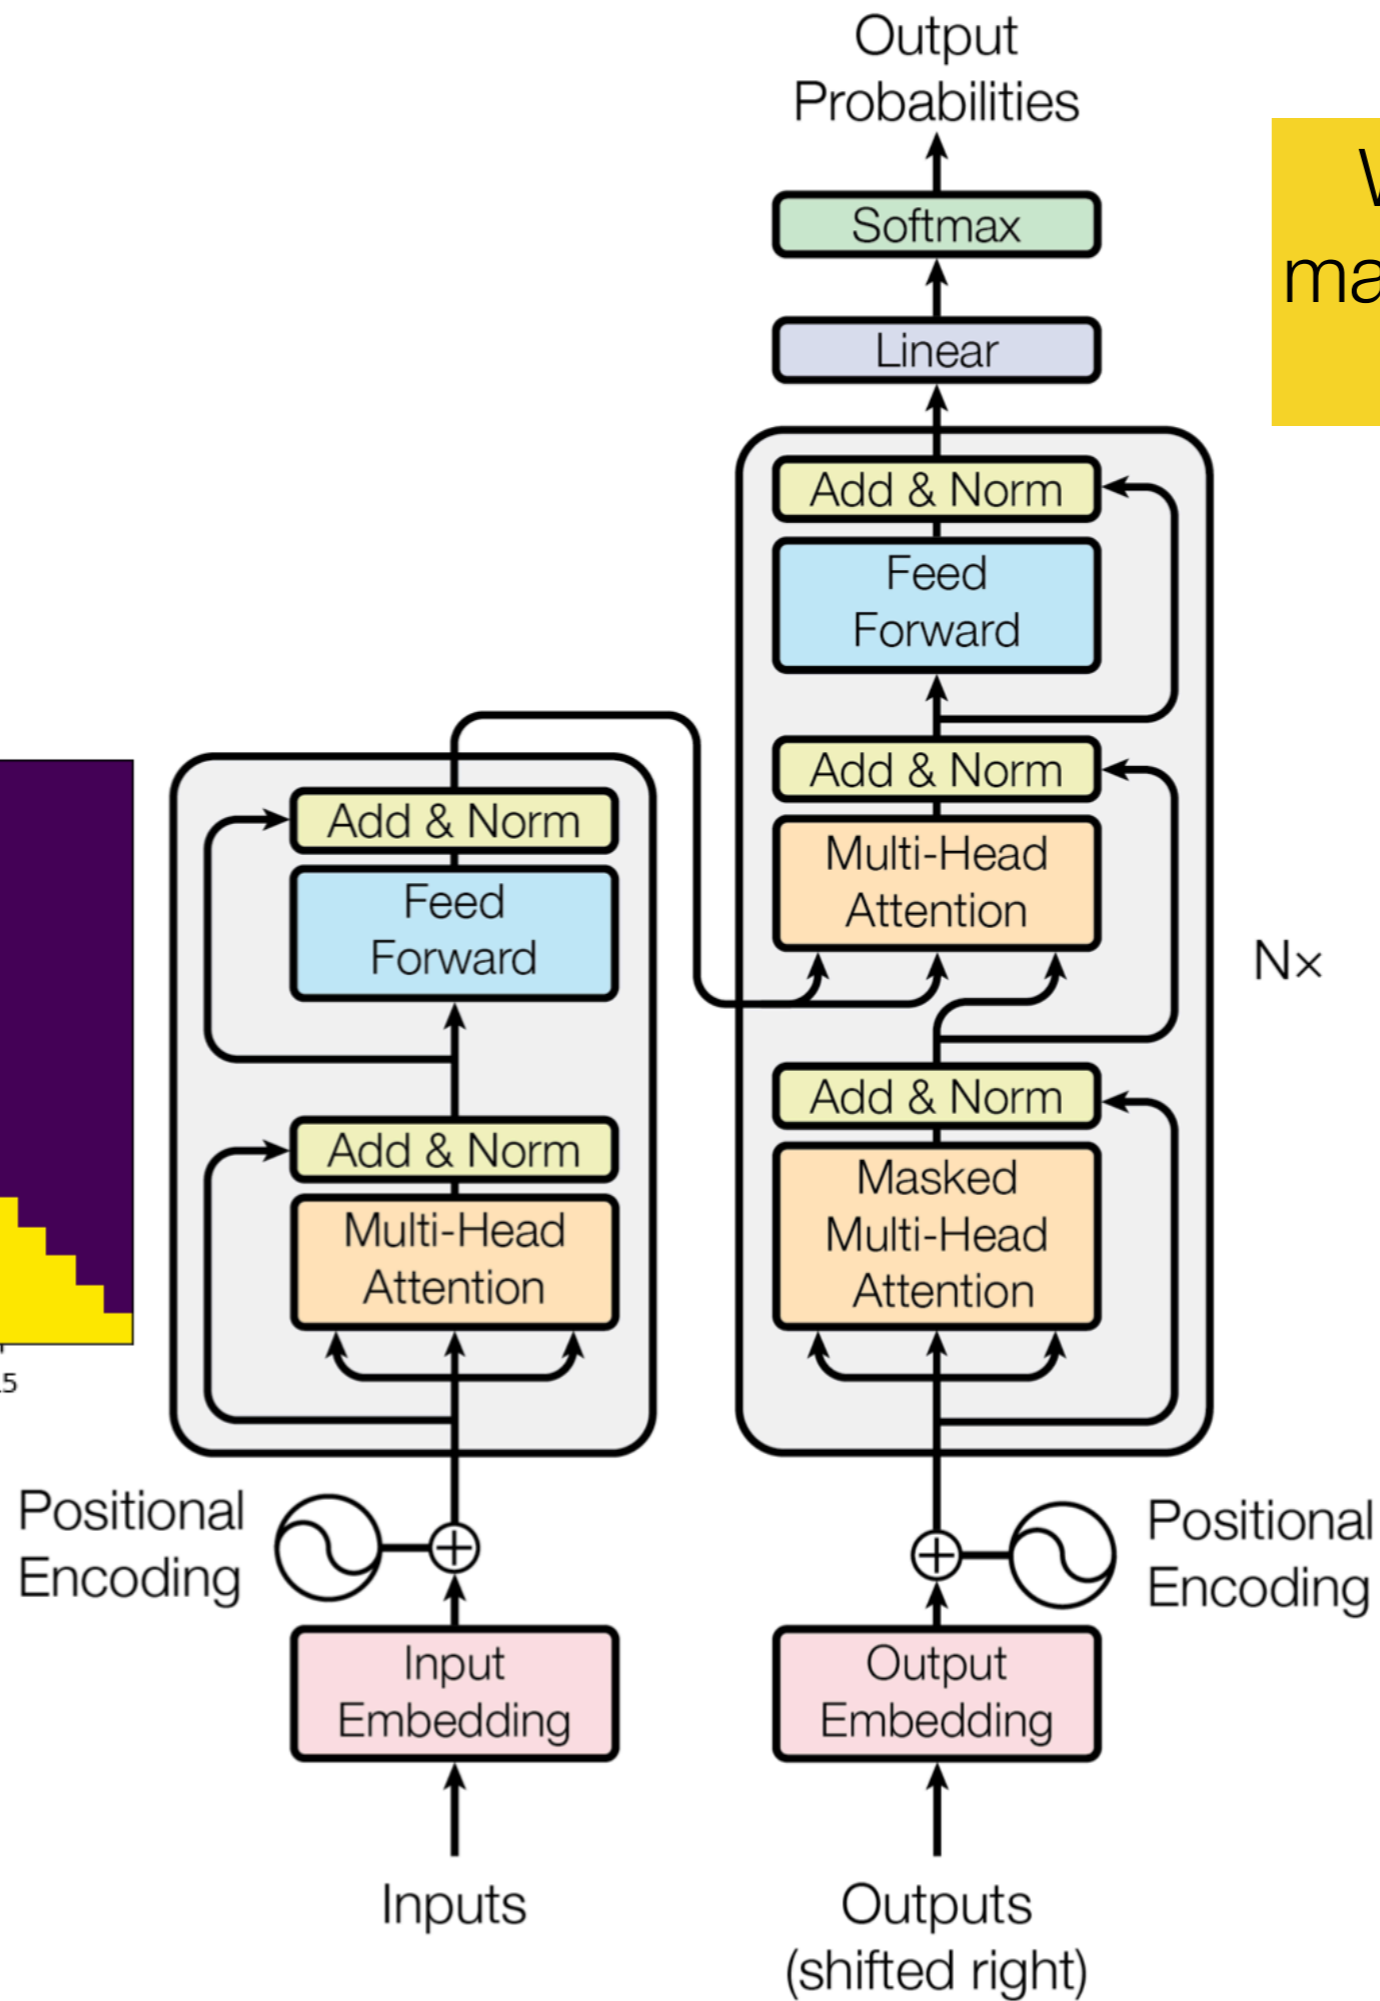 Output
Probabilities
Softmax
Linear
Add & Norm
Feed
Forward
Add & Norm
Multi-Head
Attention
Nx
Add & Norm
Masked
Multi-Head
Attention
Add & Norm
Feed
Forward
Add & Norm
Multi-Head
Attention
Positional
Encoding
Positional
Encoding
Input
Embedding
Output
Embedding
Inputs
Outputs
(shifted right)